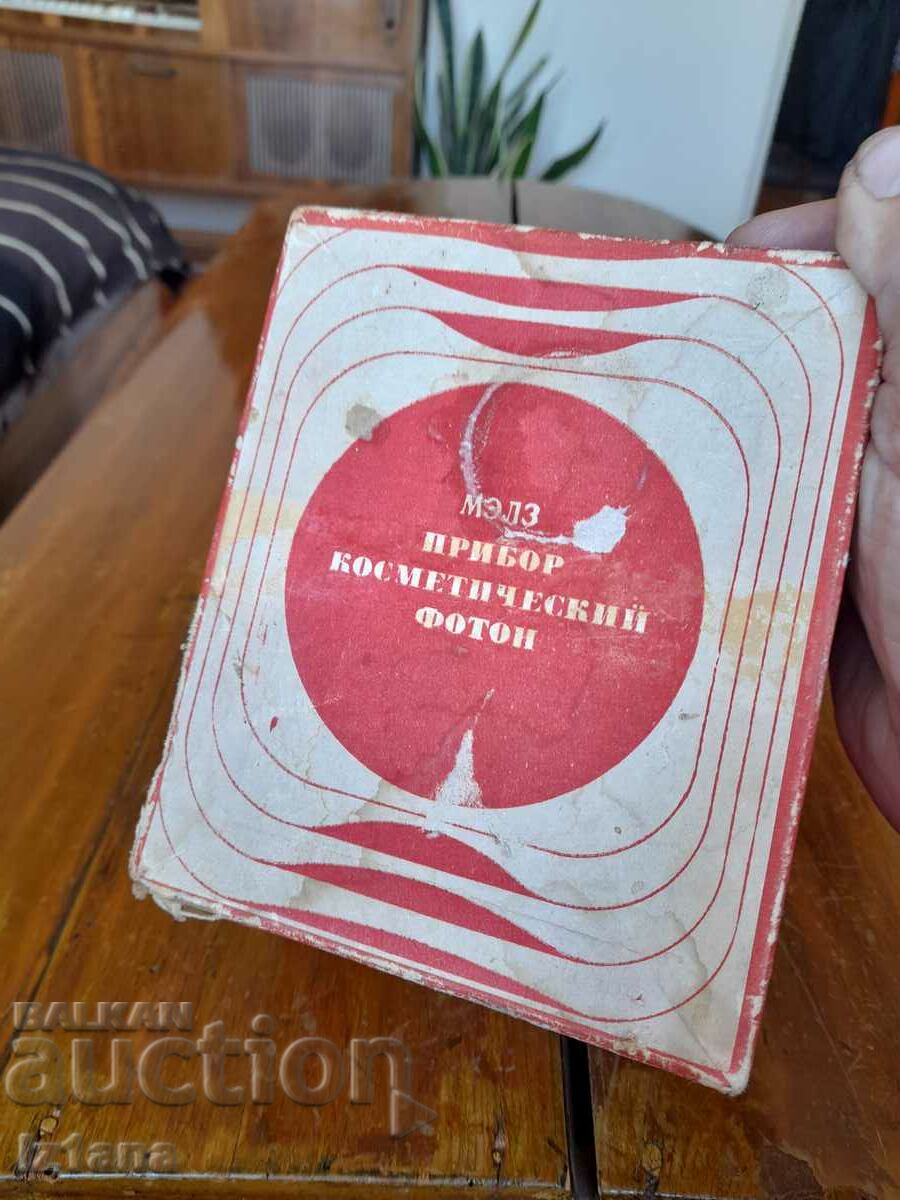 МЭЛЗ
ПРИБОР
КОСМЕТИЧЕСКИЙ
ФОТОН
BALKAN
auction
iz1ana